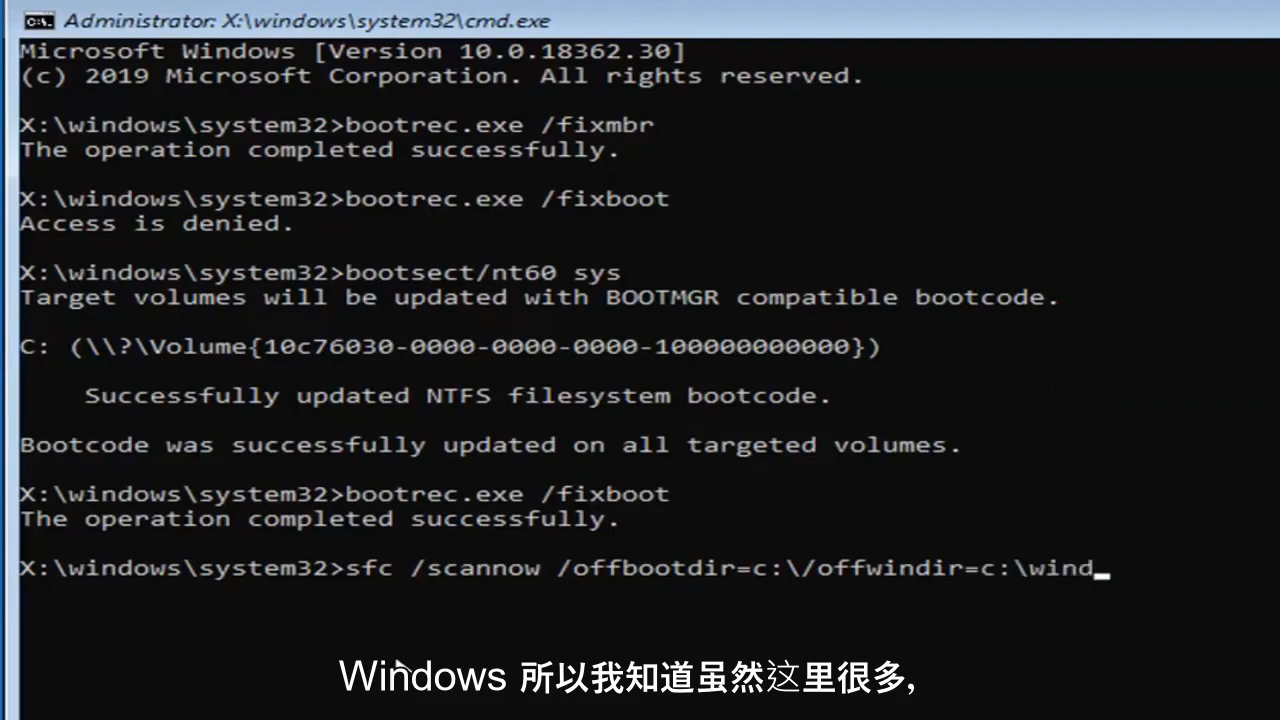 Administrator: X:\windows\system32\cmd.exe
Microsoft Windows [Version 10.0.18362.30]
(c) 2019 Microsoft Corporation. All rights reserved.
X:\windows\system32>bootrec.exe /fixmbr
The operation completed successfully.
X:\windows\system32>bootrec.exe /fixboot
Access is denied.
X:\windows\system32>bootsect/nt60 sys
Target volumes will be updated with BOOTMGR compatible bootcode.
C: (\\?\Volume{10c76030-0000-0000-0000-100000000000})
Successfully updated NTFS filesystem bootcode.
Bootcode was successfully updated on all targeted volumes.
X:\windows\system32>bootrec.exe /fixboot
The operation completed successfully.
X:\windows\system32>sfc /scannow /offbootdir=c:\/offwindir=c:\wind_
Windows 所以我知道虽然这里很多,